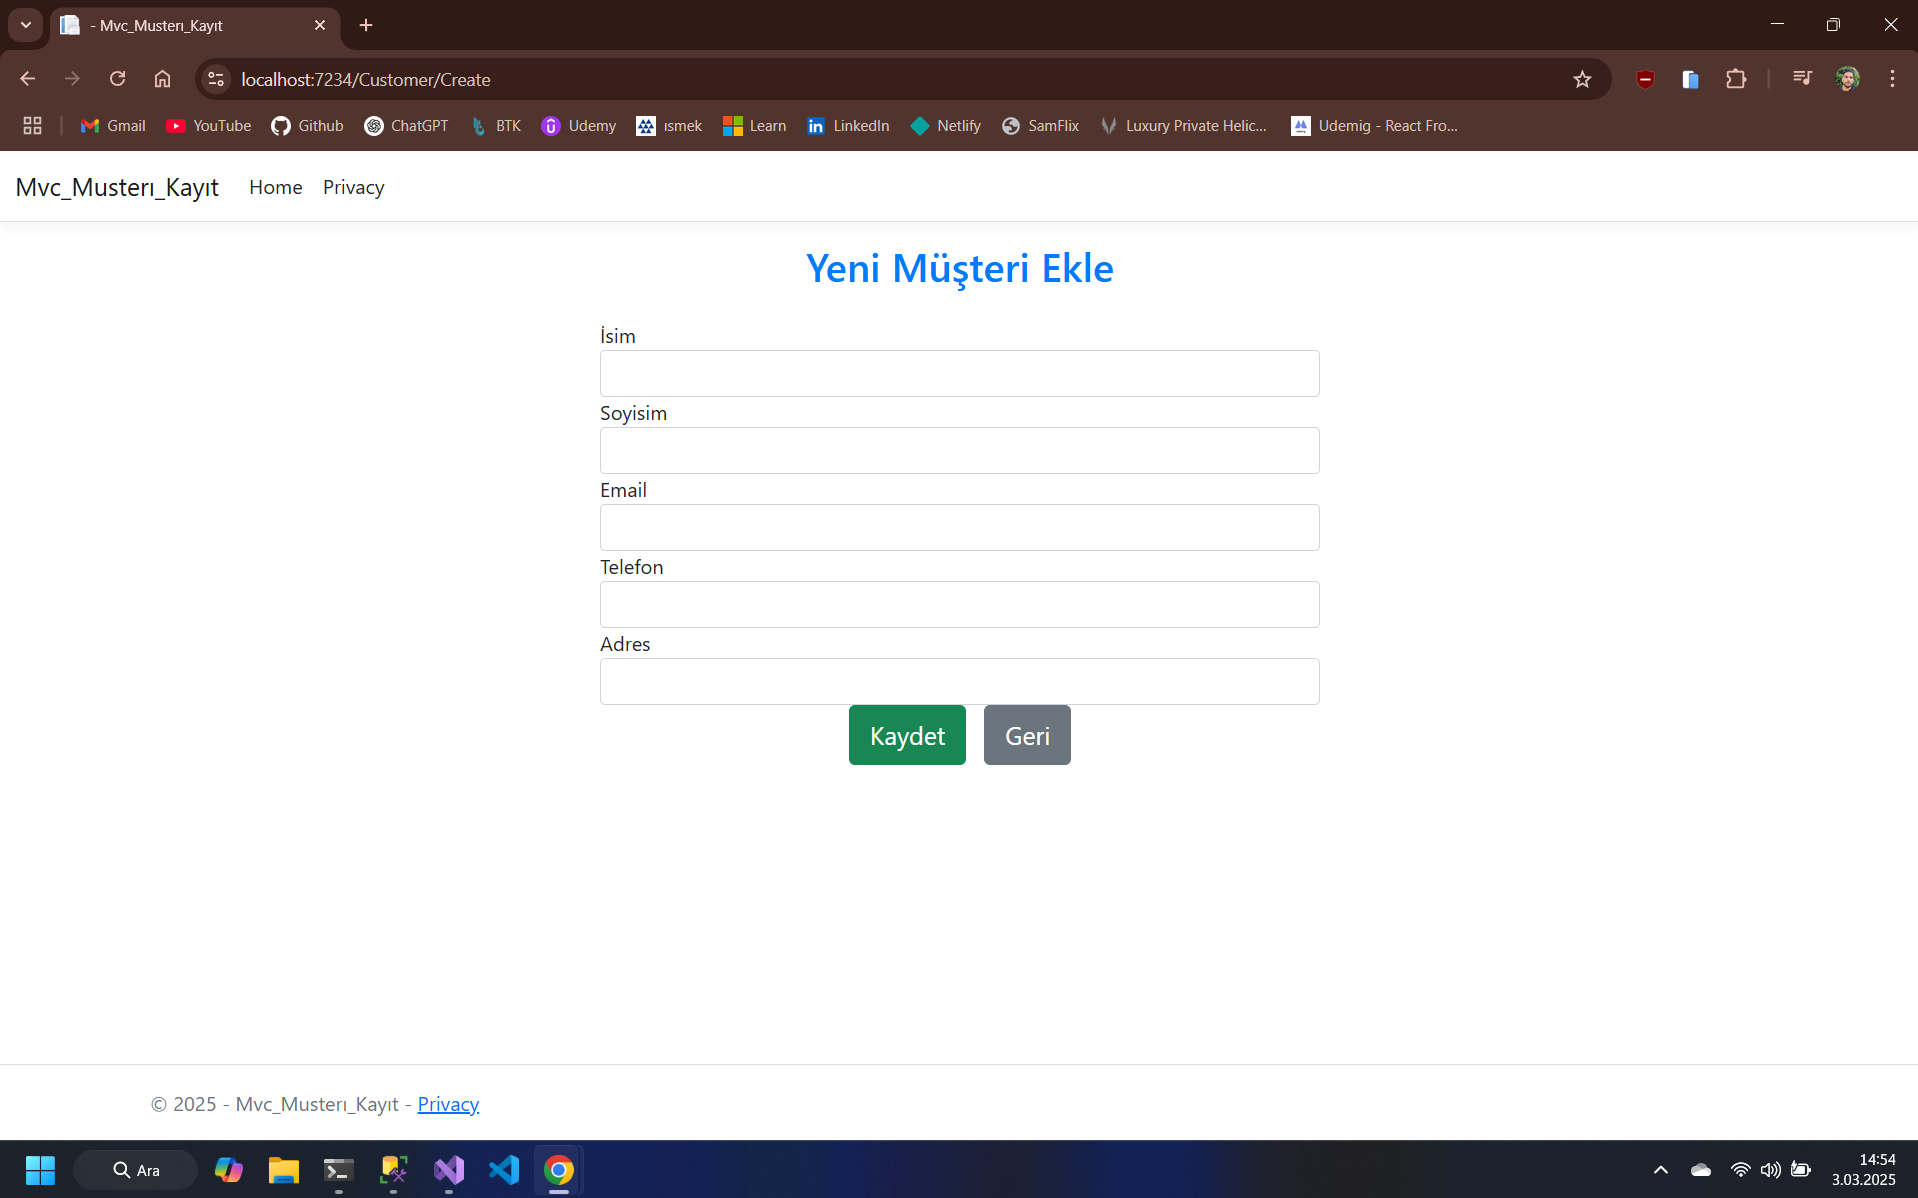 - Mvc_Musterı_Kayıt
localhost:7234/Customer/Create
Gmail YouTube Github ChatGPT BTK Udemy ısmek Learn LinkedIn Netlify SamFlix Luxury Private Helic... Udemig - React Fro...
Mvc_Musterı_Kayıt Home Privacy
Yeni Müşteri Ekle
İsim
Soyisim
Email
Telefon
Adres
Kaydet Geri
© 2025 - Mvc_Musterı_Kayıt - Privacy
Ara
14:54
3.03.2025